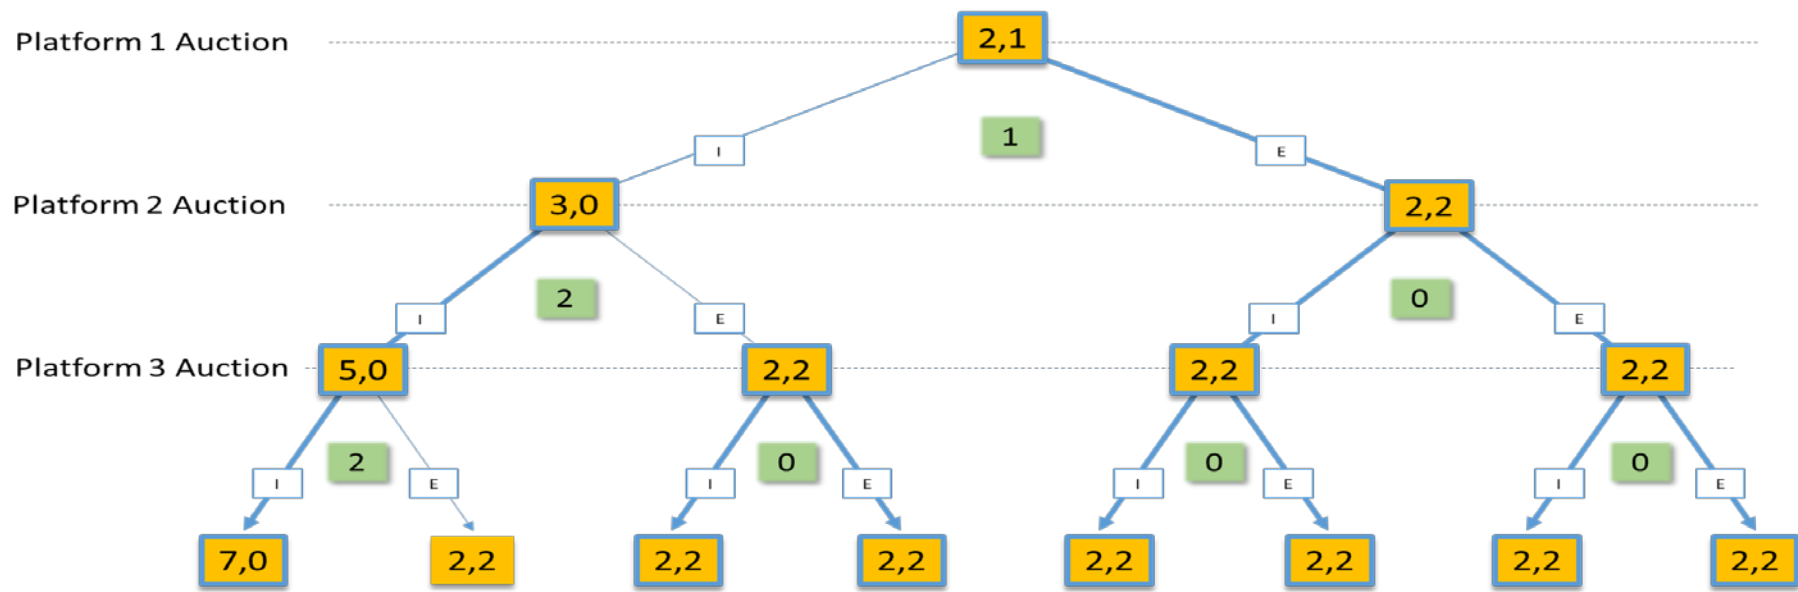 Platform 1 Auction
2,1
I
1
E
Platform 2 Auction
3,0
2,2
I
2
E
I
0
E
Platform 3 Auction
5,0
2,2
2,2
2,2
I
2
E
I
0
E
I
0
E
I
0
E
7,0
2,2
2,2
2,2
2,2
2,2
2,2
2,2